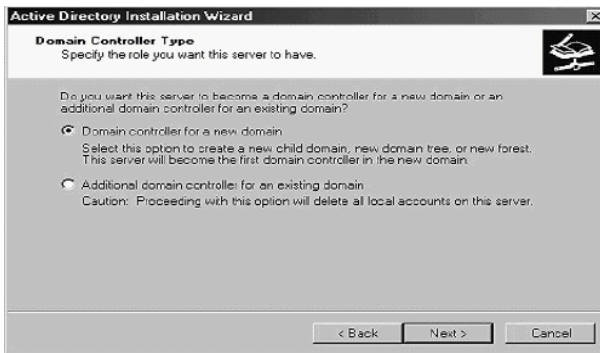 Active Directory Installation Wizard
Domain Controller Type
Specify the role you want this server to have.
Do you want this server to become a domain controller for a new domain or an
additional domain controller for an existing domain?
Domain controller for a new domain
Select this option to create a new child domain, new domain tree, or new forest.
This server will become the first domain controller in the new domain.
Additional domain controller for an existing domain
Caution: Proceeding with this option will delete all local accounts on this server.
< Back
Next >
Cancel